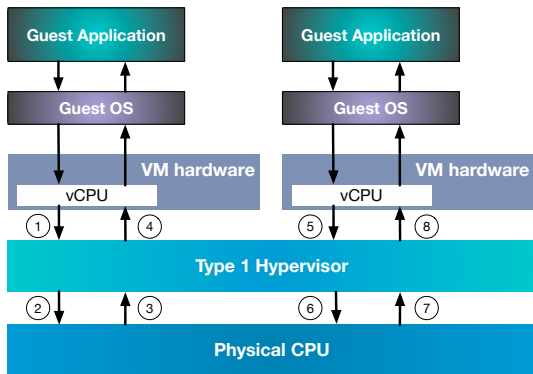 Guest Application
Guest Application
Guest OS
Guest OS
VM hardware
VM hardware
vCPU
vCPU
1
4
5
8
Type 1 Hypervisor
2
3
6
7
Physical CPU